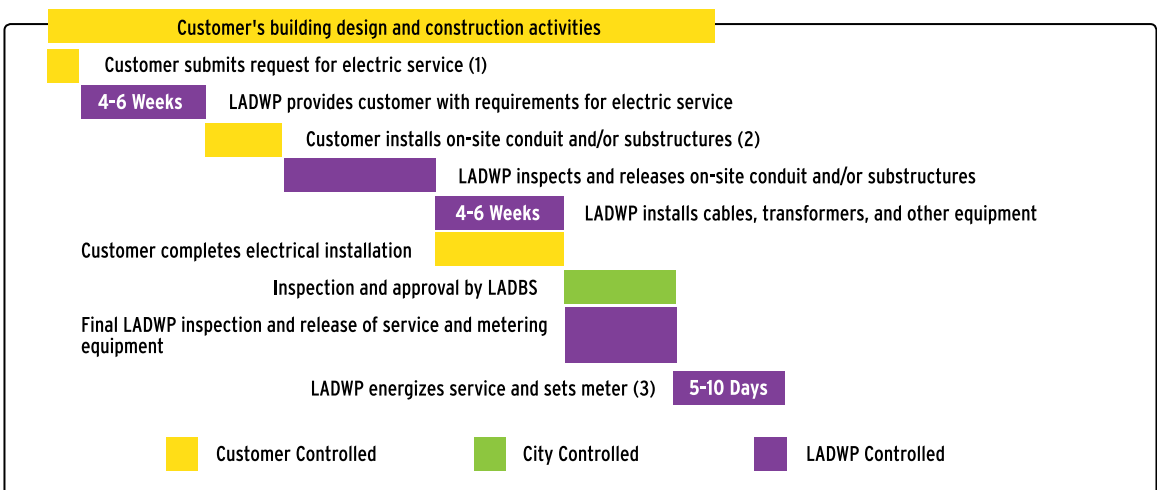 Customer's building design and construction activities
Customer submits request for electric service (1)
4-6 Weeks LADWP provides customer with requirements for electric service
Customer installs on-site conduit and/or substructures (2)
LADWP inspects and releases on-site conduit and/or substructures
4-6 Weeks LADWP installs cables, transformers, and other equipment
Customer completes electrical installation
Inspection and approval by LADBS
Final LADWP inspection and release of service and metering
equipment
LADWP energizes service and sets meter (3) 5-10 Days
Customer Controlled City Controlled LADWP Controlled